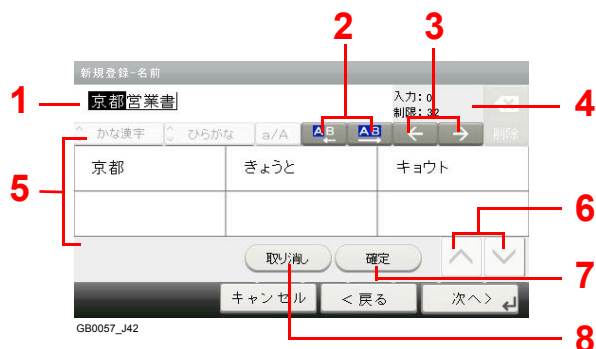 2
3
新規登録-名前
1
京都営業書
入力: 0
制限: 32
4
かな漢字
ひらがな
a/A
AB
AB
削除
5
京都
きょうと
キョウト
6
取り消し
確定
7
キャンセル
< 戻る
次へ>
GB0057_J42
8